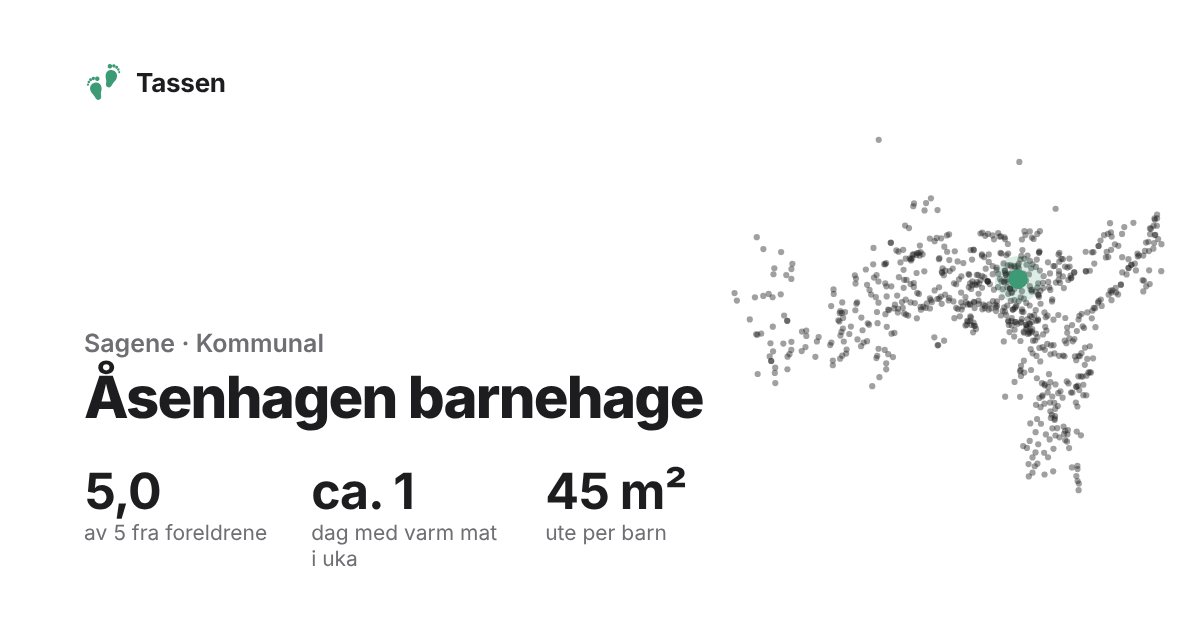 Tassen
Sagene · Kommunal
Åsenhagen barnehage
5,0
av 5 fra foreldrene
ca. 1
dag med varm mat
i uka
45 m²
ute per barn